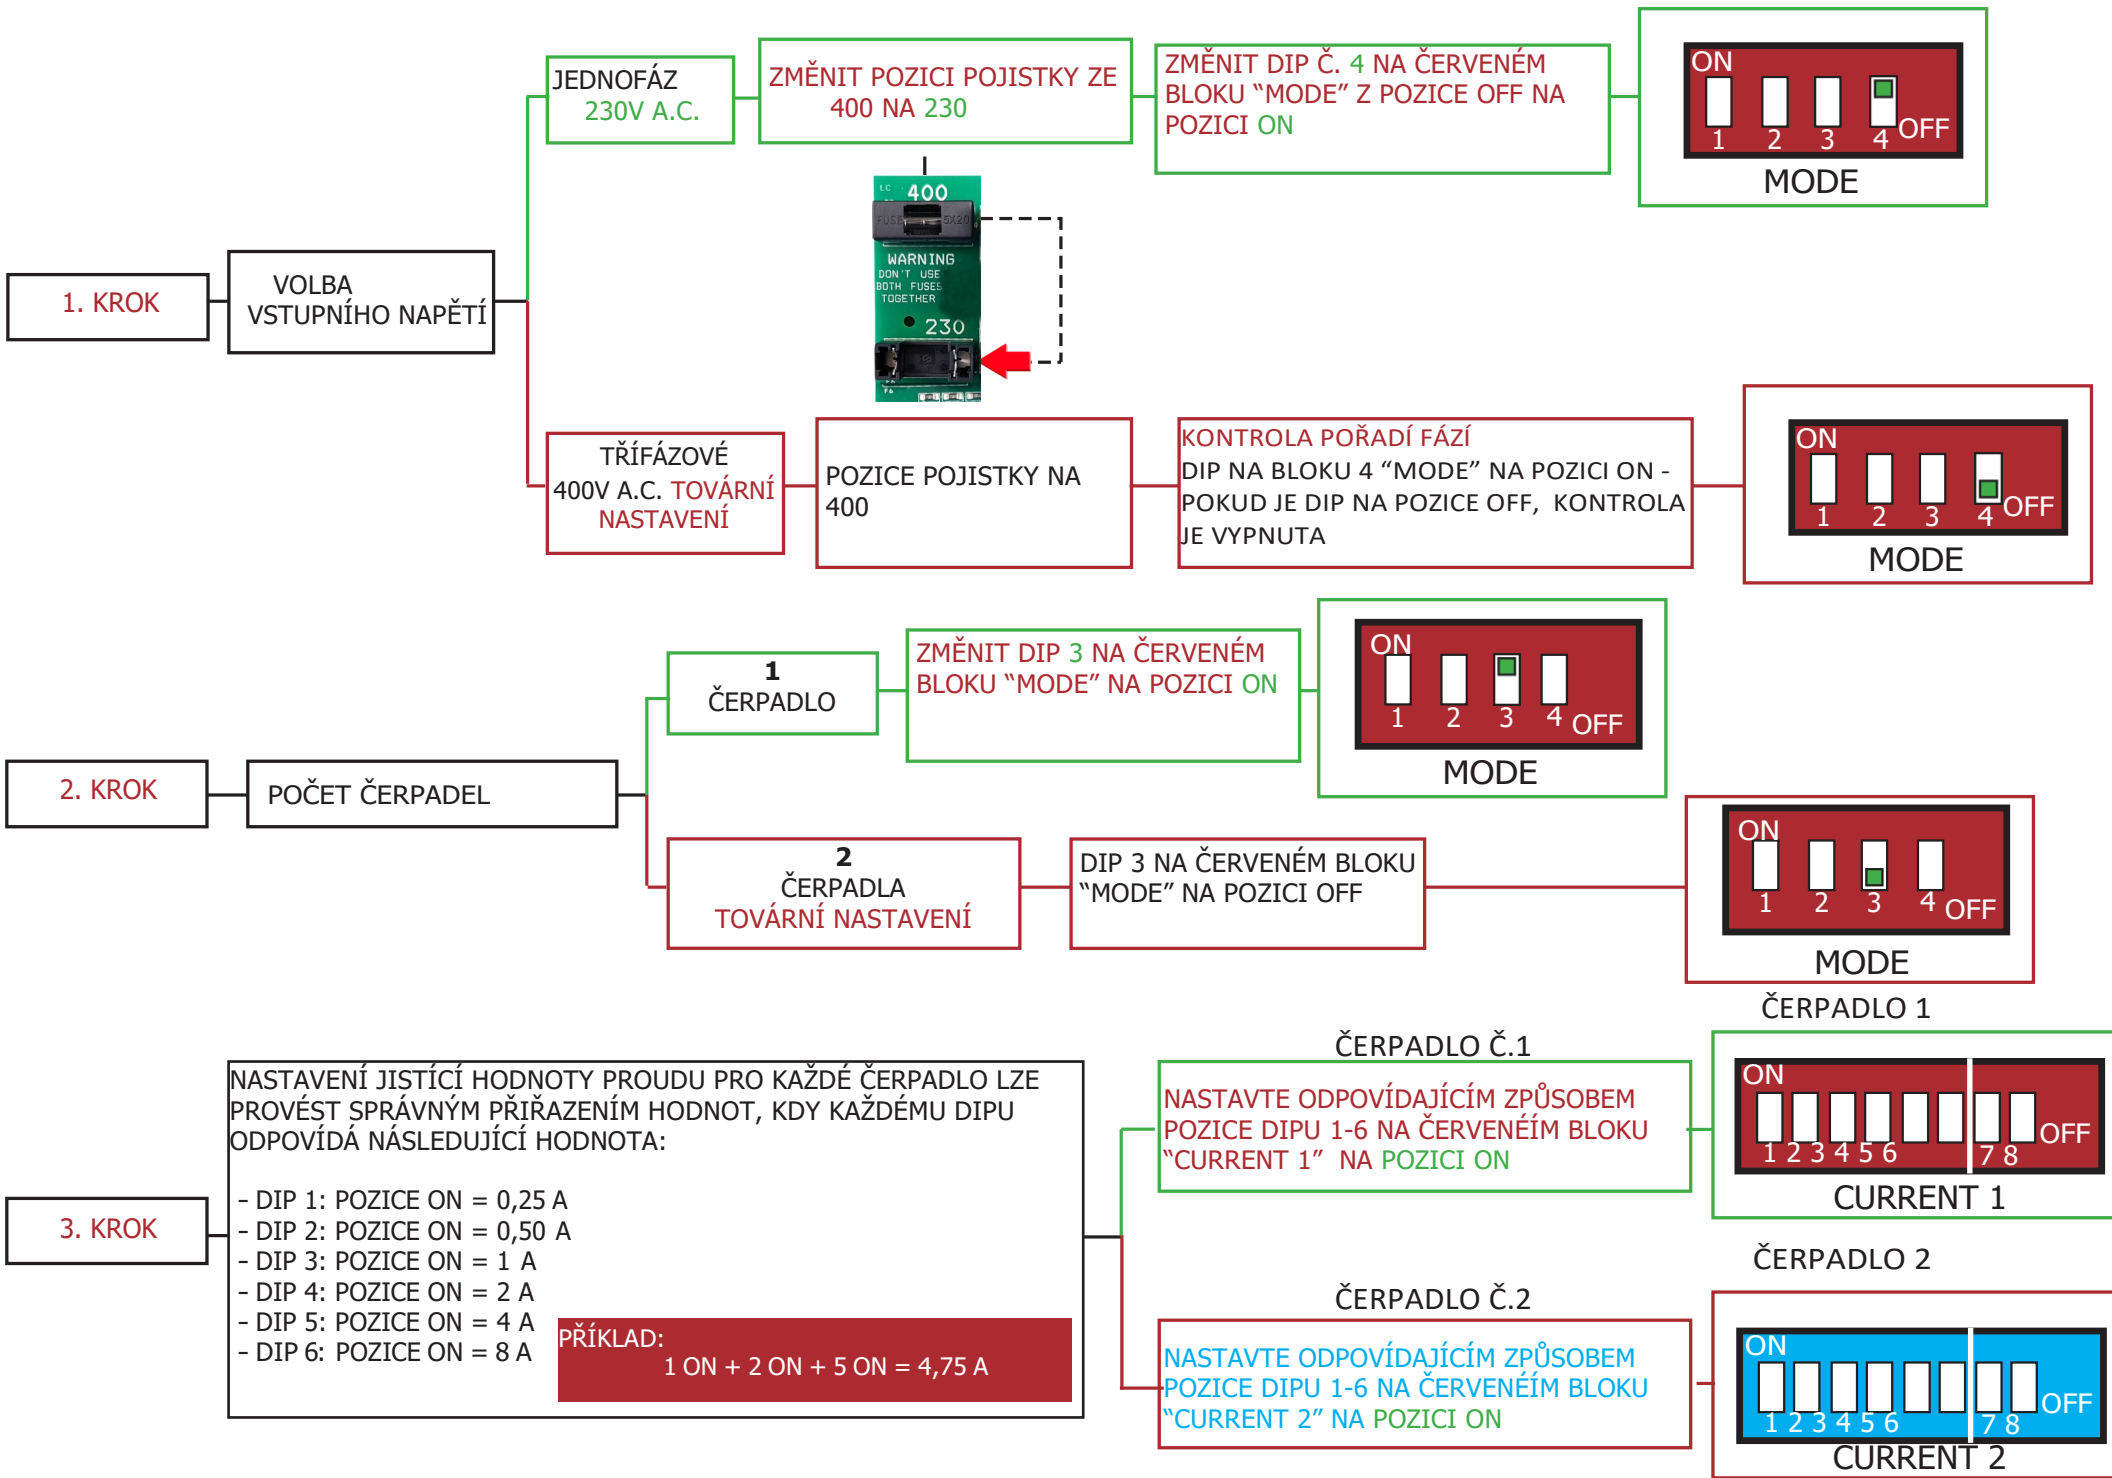 1. KROK
VOLBA
VSTUPNÍHO NAPĚTÍ
JEDNOFÁZ
230V A.C.
ZMĚNIT POZICI POJISTKY ZE
400 NA 230
ZMĚNIT DIP Č. 4 NA ČERVENÉM
BLOKU “MODE” Z POZICE OFF NA
POZICI ON
ON
1 2 3 4 OFF
MODE
LC 400
FUSE 5X20
WARNING
DON'T USE
BOTH FUSES
TOGETHER
230
F6
TŘÍFÁZOVÉ
400V A.C. TOVÁRNÍ
NASTAVENÍ
POZICE POJISTKY NA
400
KONTROLA POŘADÍ FÁZÍ
DIP NA BLOKU 4 “MODE” NA POZICI ON -
POKUD JE DIP NA POZICE OFF, KONTROLA
JE VYPNUTA
ON
1 2 3 4 OFF
MODE
2. KROK
POČET ČERPADEL
1
ČERPADLO
ZMĚNIT DIP 3 NA ČERVENÉM
BLOKU “MODE” NA POZICI ON
ON
1 2 3 4 OFF
MODE
2
ČERPADLA
TOVÁRNÍ NASTAVENÍ
DIP 3 NA ČERVENÉM BLOKU
“MODE” NA POZICI OFF
ON
1 2 3 4 OFF
MODE
3. KROK
NASTAVENÍ JISTÍCÍ HODNOTY PROUDU PRO KAŽDÉ ČERPADLO LZE
PROVÉST SPRÁVNÝM PŘIŘAZENÍM HODNOT, KDY KAŽDÉMU DIPU
ODPOVÍDÁ NÁSLEDUJÍCÍ HODNOTA:
- DIP 1: POZICE ON = 0,25 A
- DIP 2: POZICE ON = 0,50 A
- DIP 3: POZICE ON = 1 A
- DIP 4: POZICE ON = 2 A
- DIP 5: POZICE ON = 4 A
- DIP 6: POZICE ON = 8 A
PŘÍKLAD:
1 ON + 2 ON + 5 ON = 4,75 A
ČERPADLO Č.1
NASTAVTE ODPOVÍDAJÍCÍM ZPŮSOBEM
POZICE DIPU 1-6 NA ČERVENÉÍM BLOKU
“CURRENT 1” NA POZICI ON
ČERPADLO 1
ON
1 2 3 4 5 6 7 8 OFF
CURRENT 1
ČERPADLO Č.2
NASTAVTE ODPOVÍDAJÍCÍM ZPŮSOBEM
POZICE DIPU 1-6 NA ČERVENÉÍM BLOKU
“CURRENT 2” NA POZICI ON
ČERPADLO 2
ON
1 2 3 4 5 6 7 8 OFF
CURRENT 2